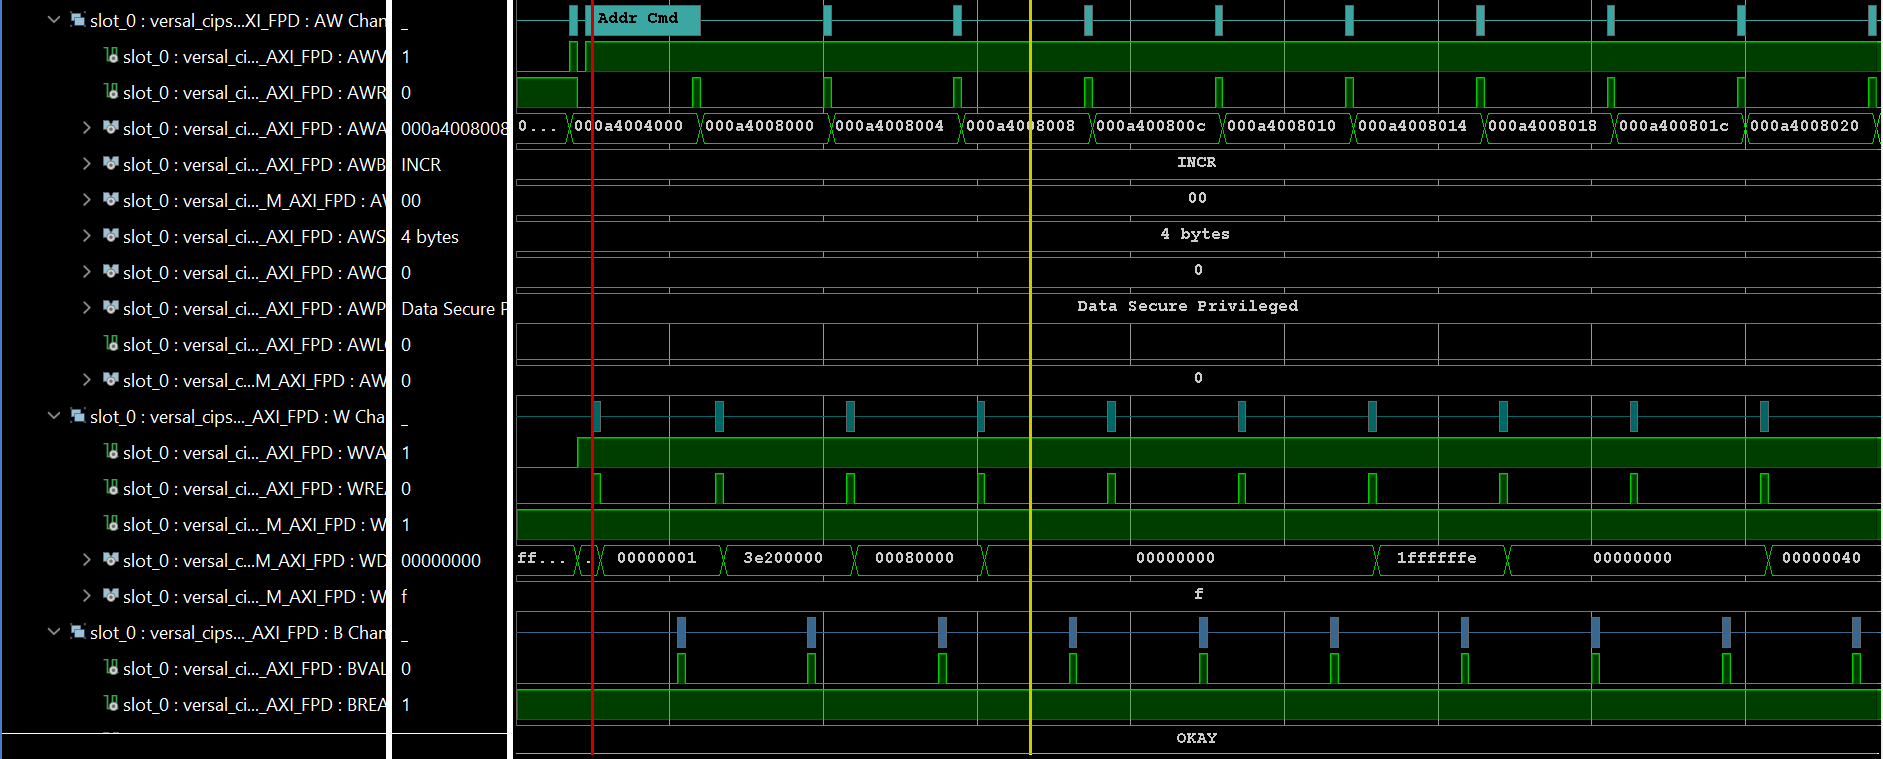 slot_0 : versal_cips...XI_FPD : AW Chan _ Addr Cmd
slot_0 : versal_ci..._AXI_FPD : AWV 1
slot_0 : versal_ci..._AXI_FPD : AWR 0
slot_0 : versal_ci..._AXI_FPD : AWA 000a4008008 0... 000a4004000 000a4008000 000a4008004 000a4008008 000a400800c 000a4008010 000a4008014 000a4008018 000a400801c 000a4008020
slot_0 : versal_ci..._AXI_FPD : AWB INCR INCR
slot_0 : versal_ci..._M_AXI_FPD : AW 00 00
slot_0 : versal_ci..._AXI_FPD : AWS 4 bytes 4 bytes
slot_0 : versal_ci..._AXI_FPD : AWC 0 0
slot_0 : versal_ci..._AXI_FPD : AWP Data Secure P Data Secure Privileged
slot_0 : versal_ci..._AXI_FPD : AWL 0
slot_0 : versal_c...M_AXI_FPD : AW 0 0
slot_0 : versal_cips..._AXI_FPD : W Cha _
slot_0 : versal_ci..._AXI_FPD : WVA 1
slot_0 : versal_ci..._AXI_FPD : WRE 0
slot_0 : versal_ci..._M_AXI_FPD : W 1
slot_0 : versal_c...M_AXI_FPD : WD 00000000 ff... . 00000001 3e200000 00080000 00000000 1ffffffe 00000000 00000040
slot_0 : versal_ci..._M_AXI_FPD : W f f
slot_0 : versal_cips..._AXI_FPD : B Chan _
slot_0 : versal_ci..._AXI_FPD : BVAL 0
slot_0 : versal_ci..._AXI_FPD : BREA 1
OKAY